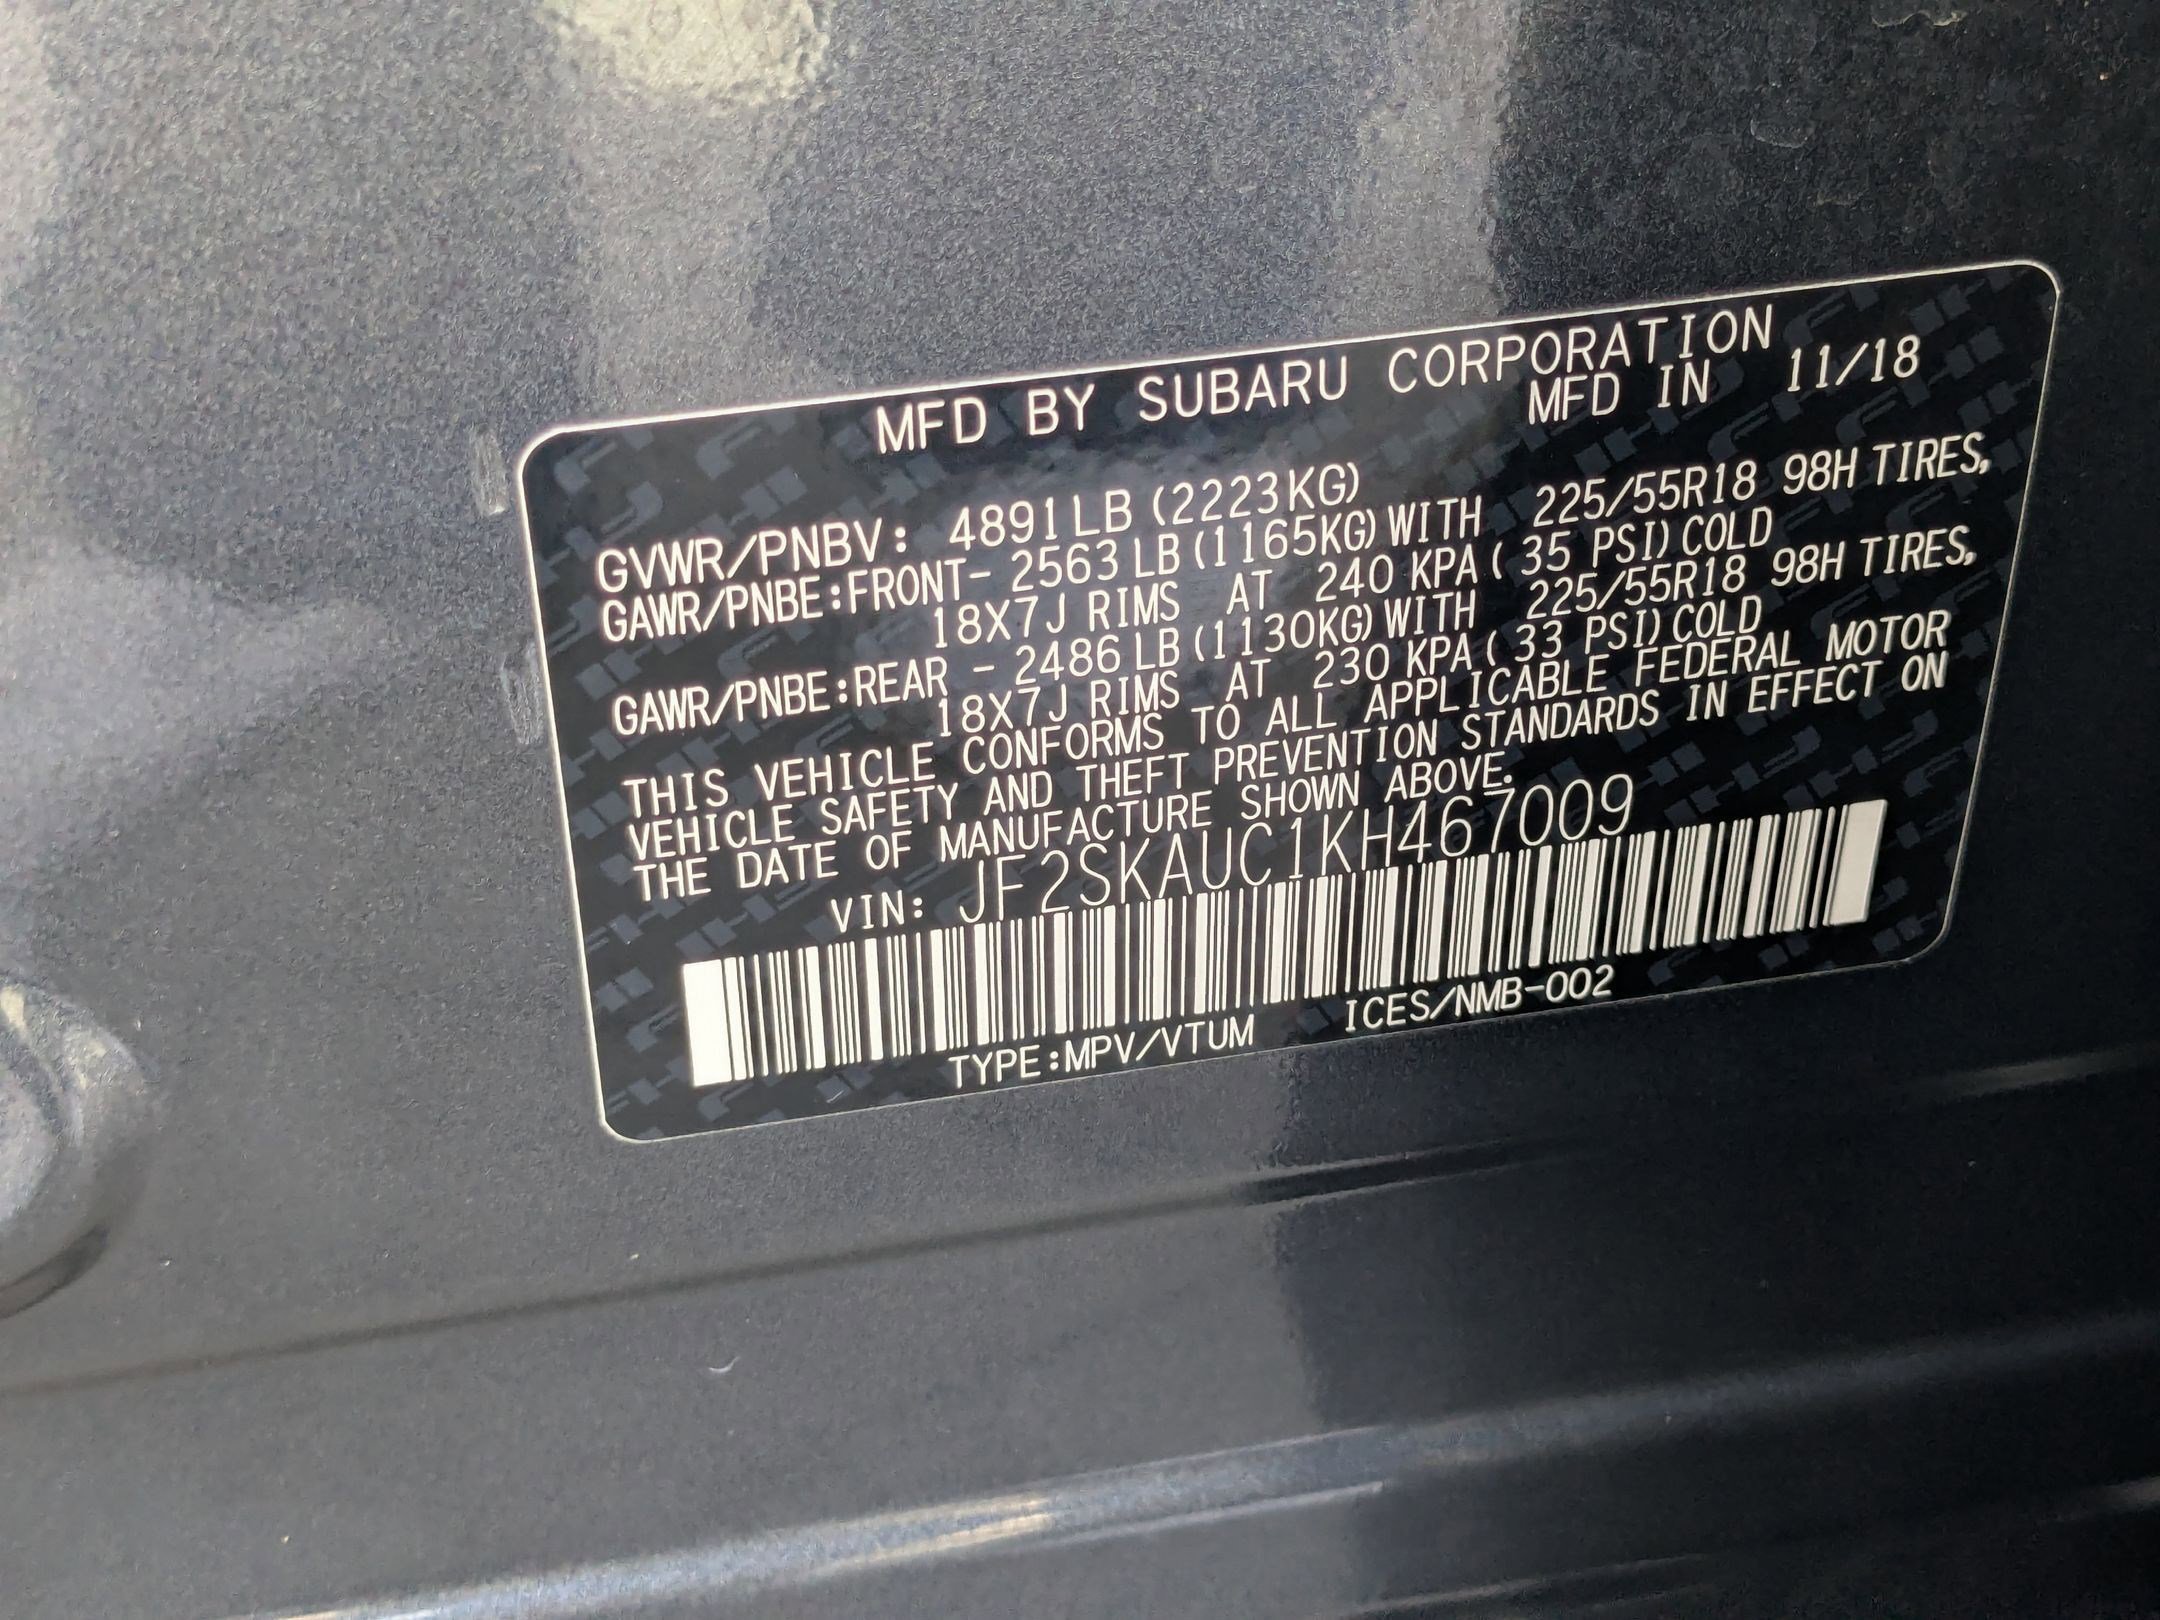 MFD BY SUBARU CORPORATION
MFD IN 11/18
GVWR/PNBV: 4891LB (2223KG)
GAWR/PNBE:FRONT- 2563 LB (1165KG) WITH 225/55R18 98H TIRES,
18X7J RIMS AT 240 KPA ( 35 PSI) COLD
GAWR/PNBE:REAR - 2486 LB (1130KG) WITH 225/55R18 98H TIRES,
18X7J RIMS AT 230 KPA ( 33 PSI) COLD
THIS VEHICLE CONFORMS TO ALL APPLICABLE FEDERAL MOTOR
VEHICLE SAFETY AND THEFT PREVENTION STANDARDS IN EFFECT ON
THE DATE OF MANUFACTURE SHOWN ABOVE.
VIN: JF2SKAUC1KH467009
TYPE:MPV/VTUM ICES/NMB-002